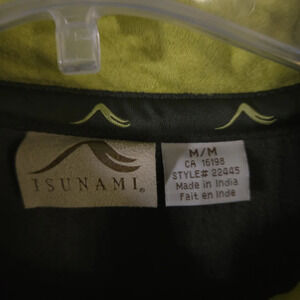 TSUNAMI®
M/M
CA 16198
STYLE# 22445
Made in India
Fait en Inde